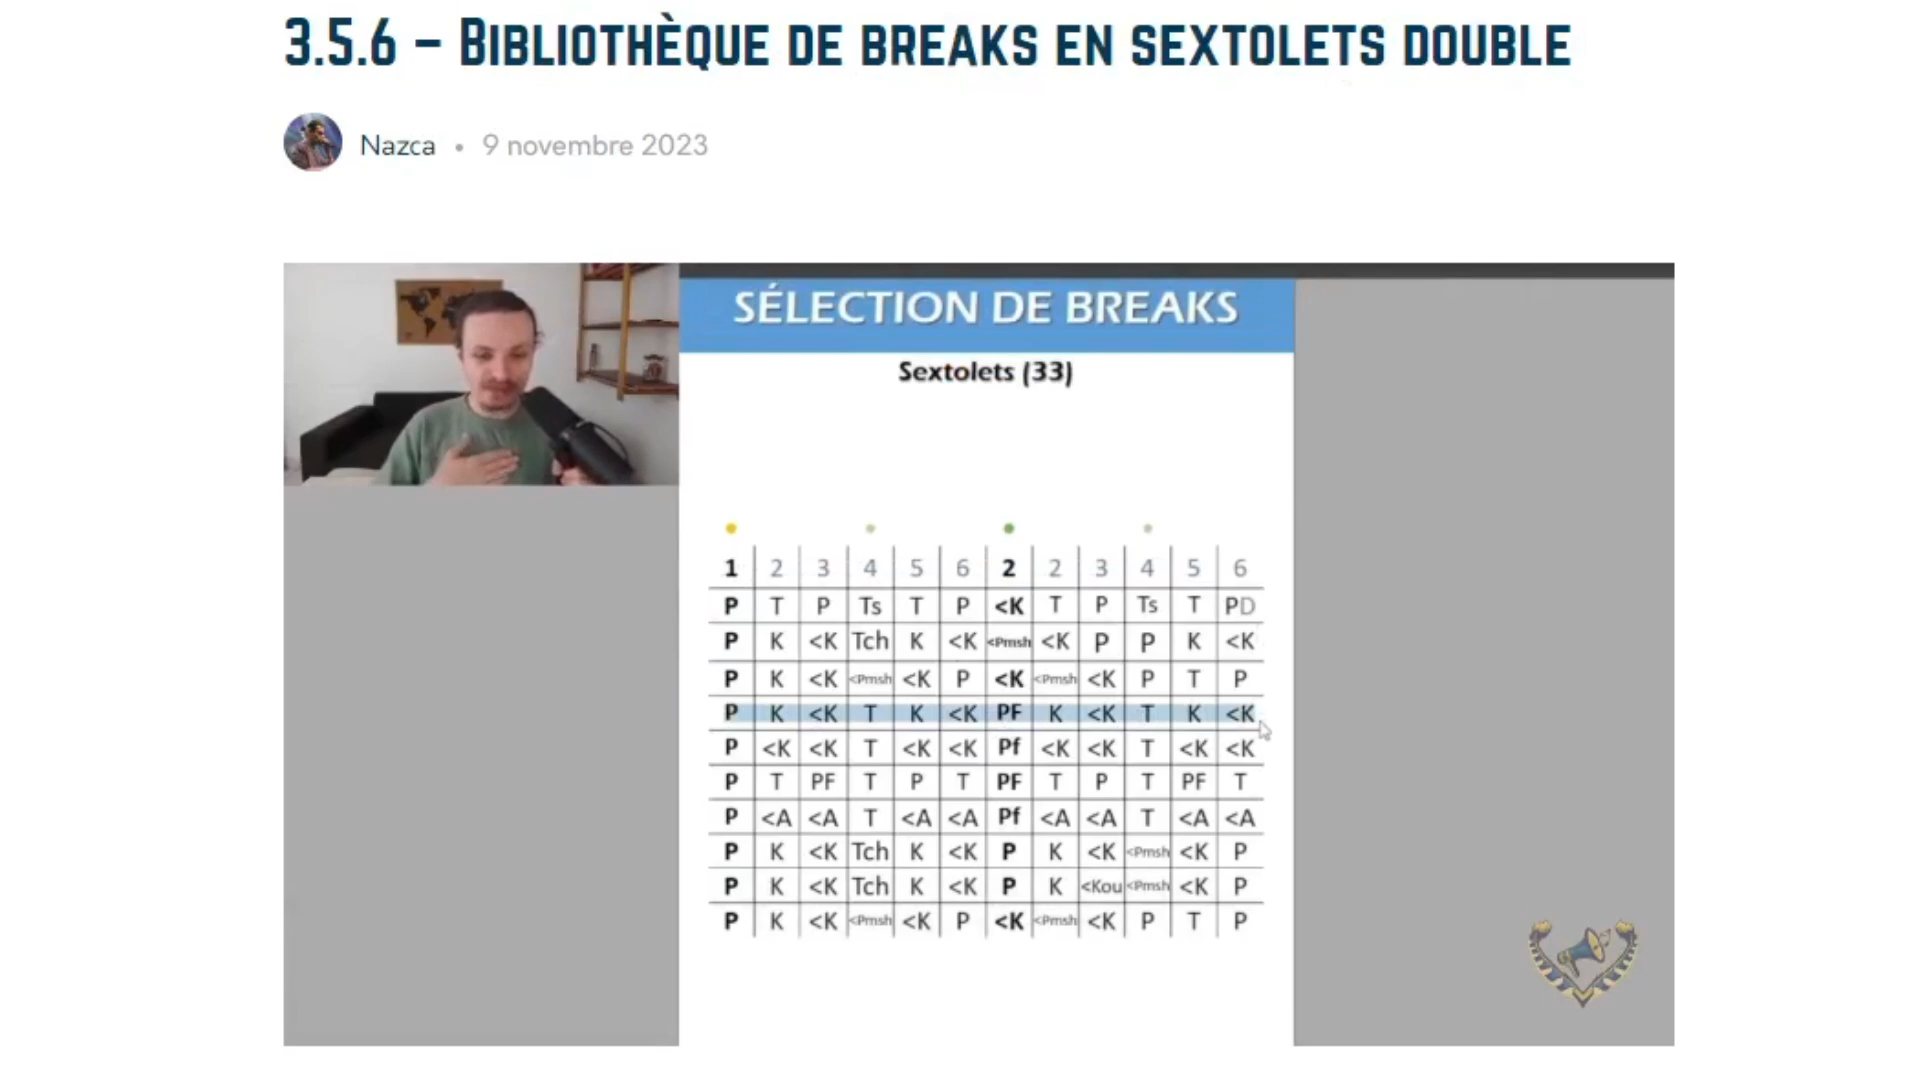 3.5.6 – BIBLIOTHÈQUE DE BREAKS EN SEXTOLETS DOUBLE
Nazca • 9 novembre 2023
SÉLECTION DE BREAKS
Sextolets (33)
1 2 3 4 5 6 2 2 3 4 5 6
P T P Ts T P <K T P Ts T PD
P K <K Tch K <K <Pmsh <K P P K <K
P K <K <Pmsh <K P <K <Pmsh <K P T P
P K <K T K <K PF K <K T K <K
P <K <K T <K <K Pf <K <K T <K <K
P T PF T P T PF T P T PF T
P <A <A T <A <A Pf <A <A T <A <A
P K <K Tch K <K P K <K <Pmsh <K P
P K <K Tch K <K P K <Kou <Pmsh <K P
P K <K <Pmsh <K P <K <Pmsh <K P T P